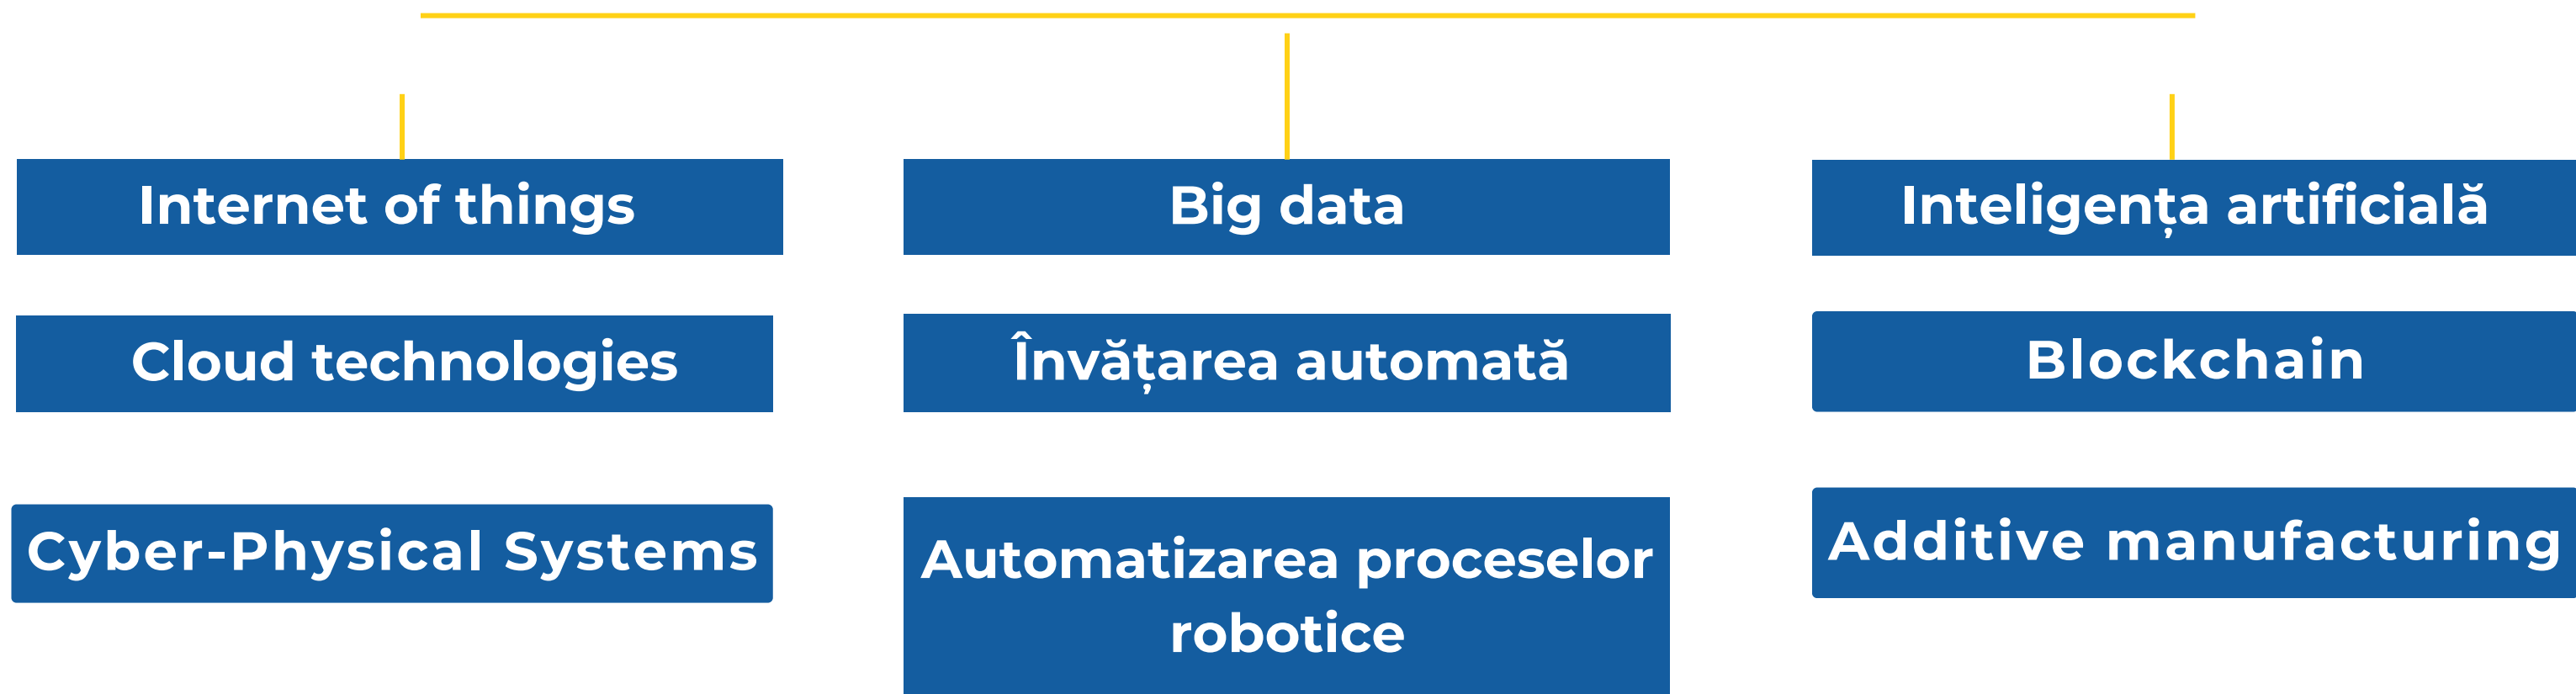 Internet of things
Big data
Inteligența artificială
Cloud technologies
Învățarea automată
Blockchain
Cyber-Physical Systems
Automatizarea proceselor
robotice
Additive manufacturing